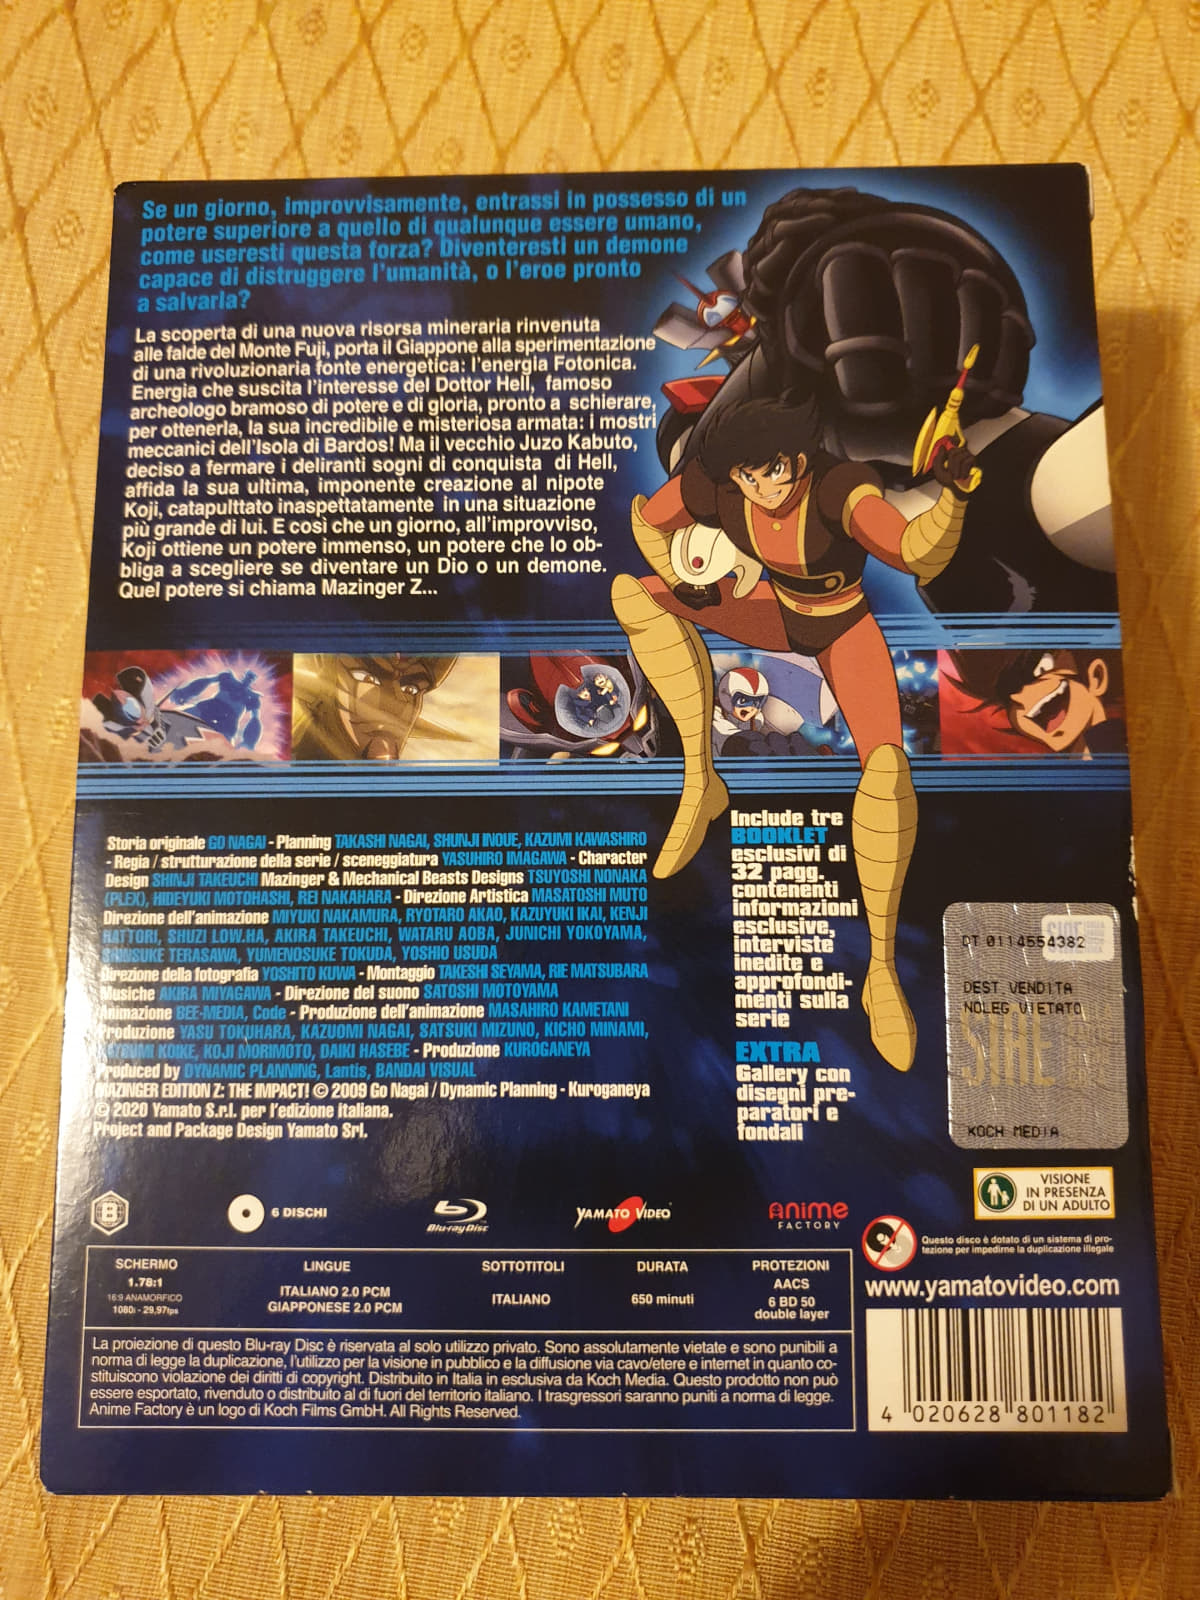 Se un giorno, improvvisamente, entrassi in possesso di un
potere superiore a quello di qualunque essere umano,
come useresti questa forza? Diventeresti un demone
capace di distruggere l'umanità, o l'eroe pronto
a salvarla?
La scoperta di una nuova risorsa mineraria rinvenuta
alle falde del Monte Fuji, porta il Giappone alla sperimentazione
di una rivoluzionaria fonte energetica: l'energia Fotonica.
Energia che suscita l'interesse del Dottor Hell, famoso
archeologo bramoso di potere e di gloria, pronto a schierare,
per ottenerla, la sua incredibile e misteriosa armata: i mostri
meccanici dell'Isola di Bardos! Ma il vecchio Juzo Kabuto,
deciso a fermare i deliranti sogni di conquista di Hell,
affida la sua ultima, imponente creazione al nipote
Koji, catapulttato inaspettatamente in una situazione
più grande di lui. E così che un giorno, all'improvviso,
Koji ottiene un potere immenso, un potere che lo ob-
bliga a scegliere se diventare un Dio o un demone.
Quel potere si chiama Mazinger Z...
Storia originale GO NAGAI - Planning TAKASHI NAGAI, SHUNJI INOUE, KAZUMI KAWASHIRO
- Regia / strutturazione della serie / sceneggiatura YASUHIRO IMAGAWA - Character
Design SHINJI TAKEUCHI Mazinger & Mechanical Beasts Designs TSUYOSHI NONAKA
(PLEX), HIDEYUKI MOTOHASHI, REI NAKAHARA - Direzione Artistica MASATOSHI MUTO
Direzione dell'animazione MIYUKI NAKAMURA, RYOTARO AKAO, KAZUYUKI IKAI, KENJI
HATTORI, SHUZI LOW.HA, AKIRA TAKEUCHI, WATARU AOBA, JUNICHI YOKOYAMA,
SHINSUKE TERASAWA, YUMENOSUKE TOKUDA, YOSHIO USUDA
Direzione della fotografia YOSHITO KUWA - Montaggio TAKESHI SEYAMA, RIE MATSUBARA
Musiche AKIRA MIYAGAWA - Direzione del suono SATOSHI MOTOYAMA
Animazione BEE-MEDIA, Code - Produzione dell'animazione MASAHIRO KAMETANI
Produzione YASU TOKUHARA, KAZUOMI NAGAI, SATSUKI MIZUNO, KICHO MINAMI,
KOIKE, KOJI MORIMOTO, DAIKI HASEBE - Produzione KUROGANEYA
Produced by DYNAMIC PLANNING, Lantis, BANDAI VISUAL
MAZINGER EDITION Z: THE IMPACT! © 2009 Go Nagai / Dynamic Planning - Kuroganeya
© 2020 Yamato S.r.l. per l'edizione italiana.
Project and Package Design Yamato Srl.
Include tre
BOOKLET
esclusivi di
32 pagg.
contenenti
informazioni
esclusive,
interviste
inedite e
approfondi-
menti sulla
serie
EXTRA
Gallery con
disegni pre-
paratori e
fondali
SIAE
DT 0114554382
DEST.VENDITA
NOLEG.VIETATO
SIAE
KOCH MEDIA
B
6 DISCHI
Blu-ray Disc
YAMATO VIDEO
anime
FACTORY
VISIONE
IN PRESENZA
DI UN ADULTO
Questo disco è dotato di un sistema di pro-
tezione per impedirne la duplicazione illegale
www.yamatovideo.com
SCHERMO
1.78:1
16:9 ANAMORFICO
1080i - 29,97fps
LINGUE
ITALIANO 2.0 PCM
GIAPPONESE 2.0 PCM
SOTTOTITOLI
ITALIANO
DURATA
650 minuti
PROTEZIONI
AACS
6 BD 50
double layer
La proiezione di questo Blu-ray Disc è riservata al solo utilizzo privato. Sono assolutamente vietate e sono punibili a
norma di legge la duplicazione, l'utilizzo per la visione in pubblico e la diffusione via cavo/etere e internet in quanto co-
stituiscono violazione dei diritti di copyright. Distribuito in Italia in esclusiva da Koch Media. Questo prodotto non può
essere esportato, rivenduto o distribuito al di fuori del territorio italiano. I trasgressori saranno puniti a norma di legge.
Anime Factory è un logo di Koch Films GmbH. All Rights Reserved.
4 020628 801182